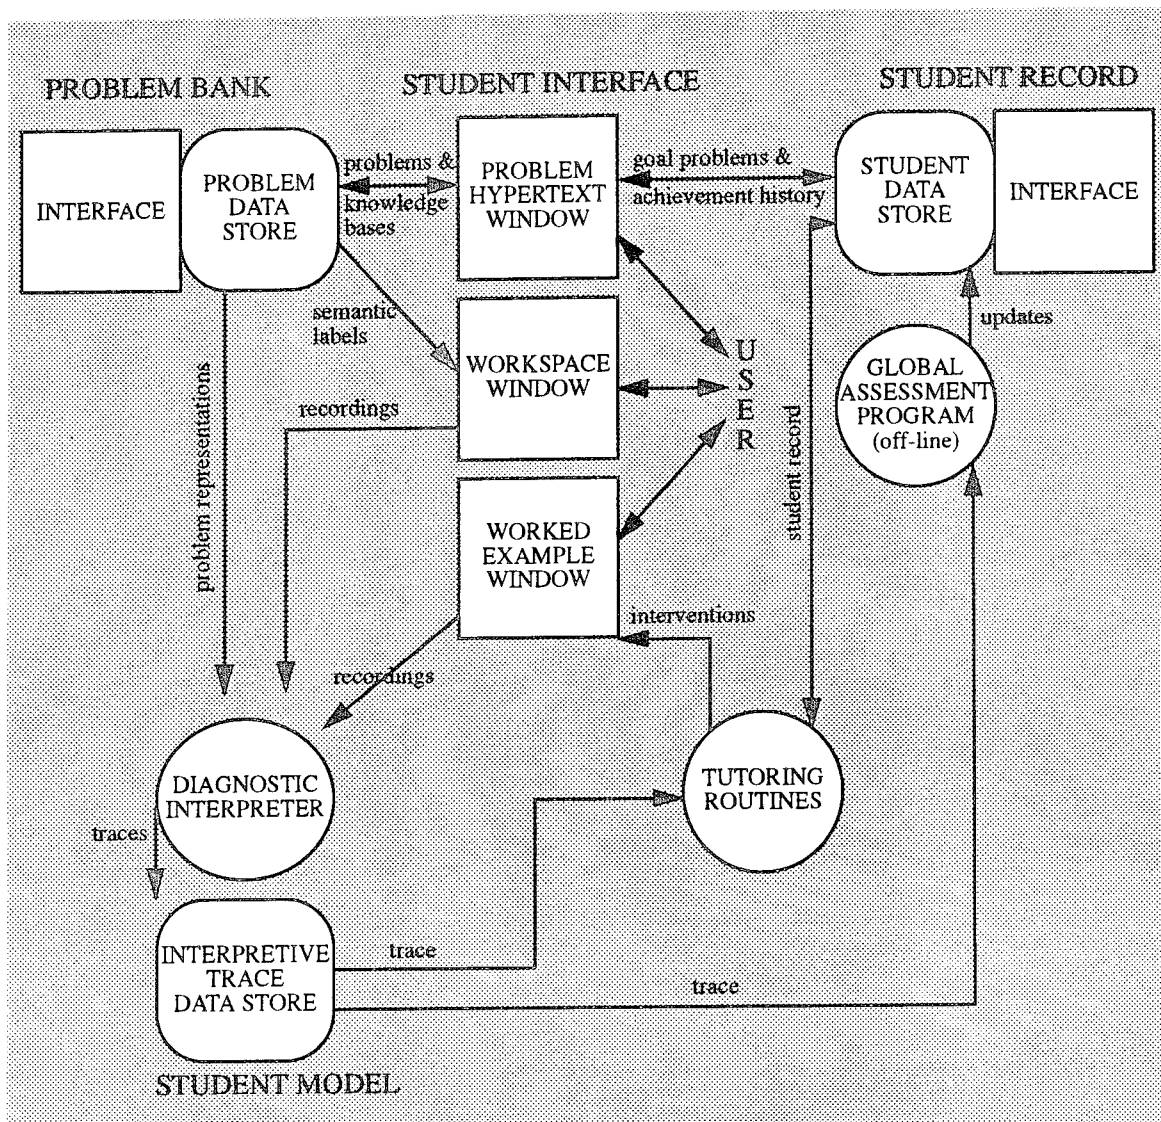 PROBLEM BANK
STUDENT INTERFACE
STUDENT RECORD
INTERFACE
PROBLEM
DATA
STORE
problems &
knowledge
bases
PROBLEM
HYPERTEXT
WINDOW
goal problems &
achievement history
STUDENT
DATA
STORE
INTERFACE
semantic
labels
WORKSPACE
WINDOW
USER
updates
GLOBAL
ASSESSMENT
PROGRAM
(off-line)
recordings
problem representations
student record
WORKED
EXAMPLE
WINDOW
interventions
recordings
DIAGNOSTIC
INTERPRETER
TUTORING
ROUTINES
traces
INTERPRETIVE
TRACE
DATA STORE
trace
trace
STUDENT MODEL